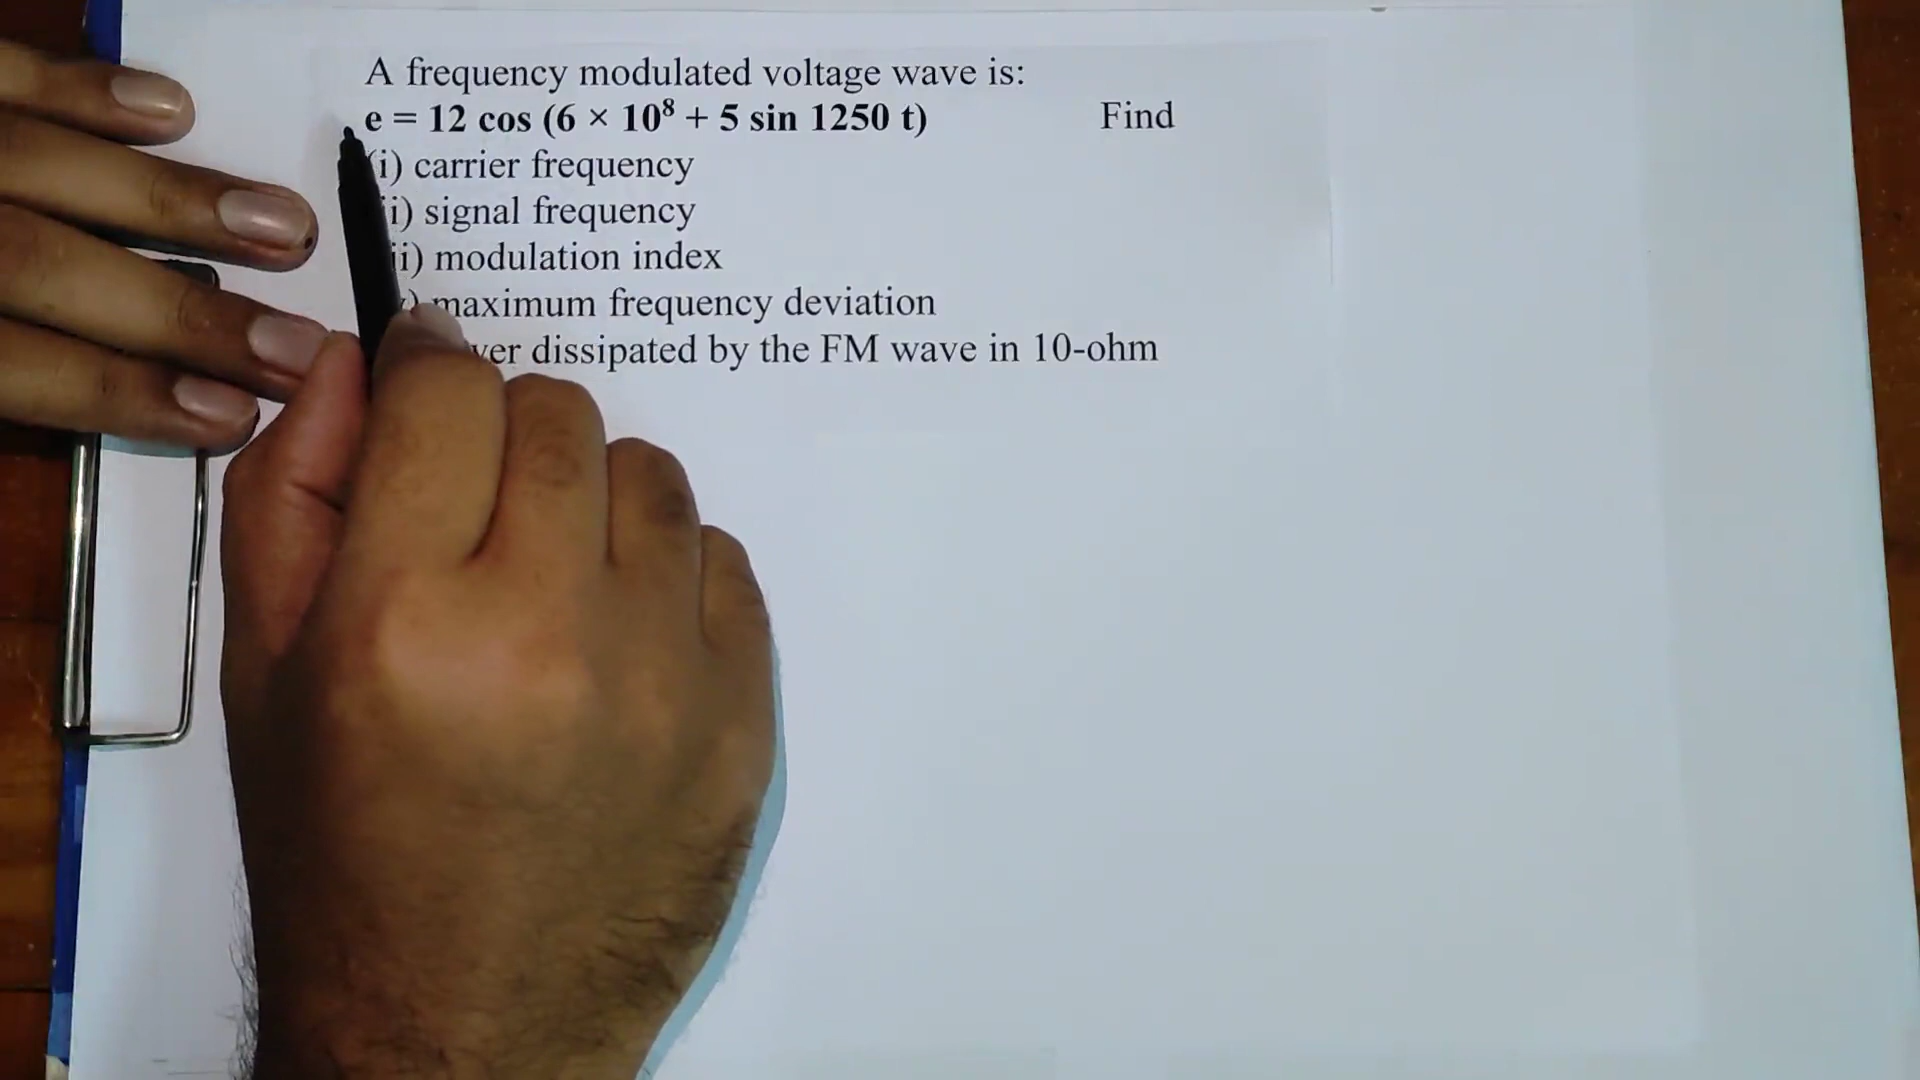 A frequency modulated voltage wave is:
e = 12 cos (6 × 10⁸ + 5 sin 1250 t) Find
i) carrier frequency
i) signal frequency
ii) modulation index
) maximum frequency deviation
dissipated by the FM wave in 10-ohm